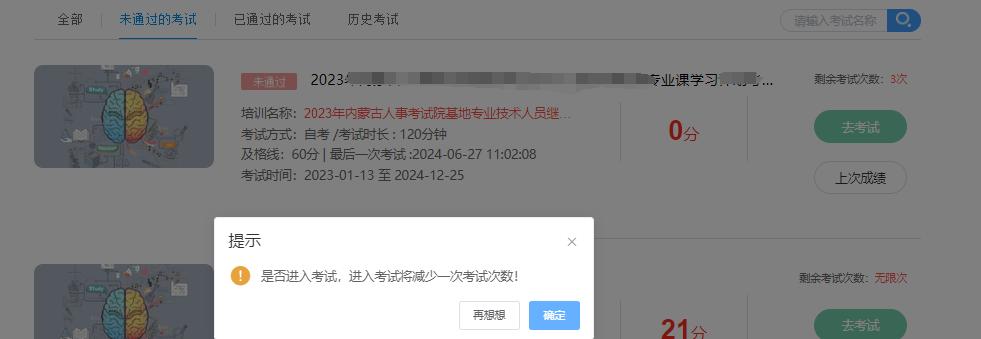 全部
未通过的考试
已通过的考试
历史考试
请输入考试名称
未通过
2023年
专业课学习
剩余考试次数：3次
培训名称：2023年内蒙古人事考试院基地专业技术人员继...
考试方式：自考 /考试时长 : 120分钟
及格线：60分 | 最后一次考试 :2024-06-27 11:02:08
考试时间：2023-01-13 至 2024-12-25
0分
去考试
上次成绩
提示
是否进入考试，进入考试将减少一次考试次数!
再想想
确定
剩余考试次数：无限次
21分
去考试
Study
Study